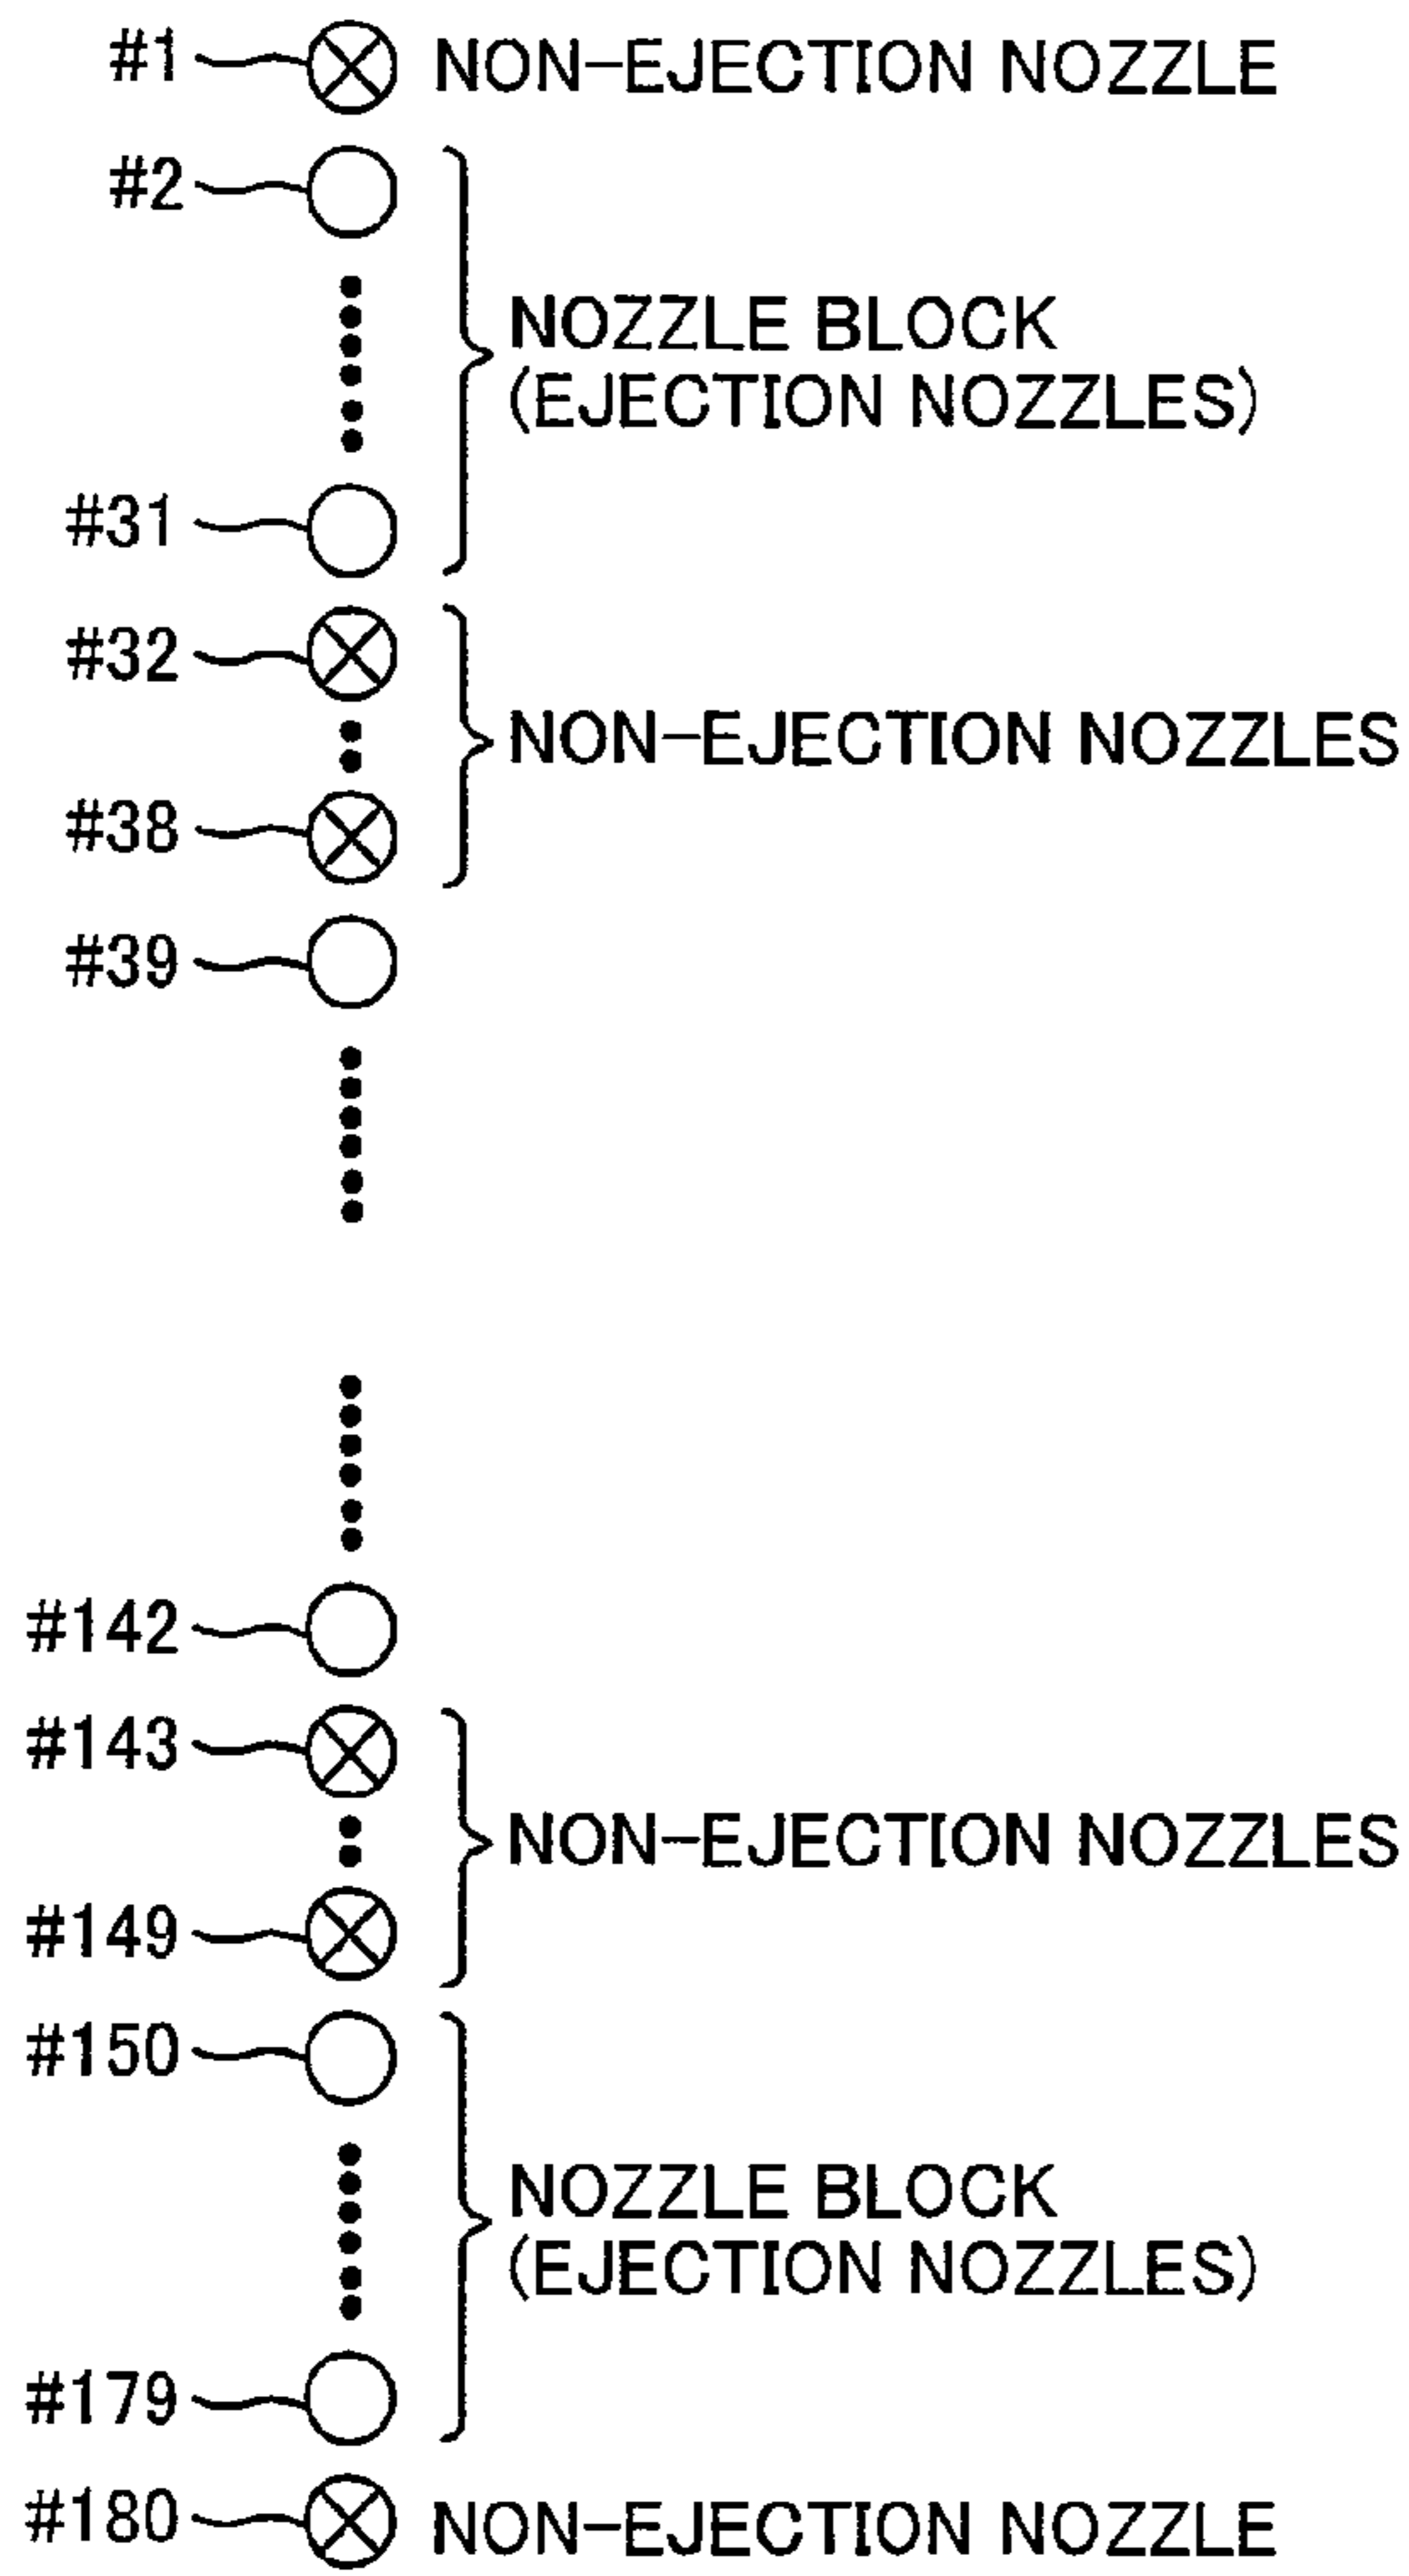 #1 NON-EJECTION NOZZLE
#2
NOZZLE BLOCK
(EJECTION NOZZLES)
#31
#32
NON-EJECTION NOZZLES
#38
#39
#142
#143
NON-EJECTION NOZZLES
#149
#150
NOZZLE BLOCK
(EJECTION NOZZLES)
#179
#180 NON-EJECTION NOZZLE